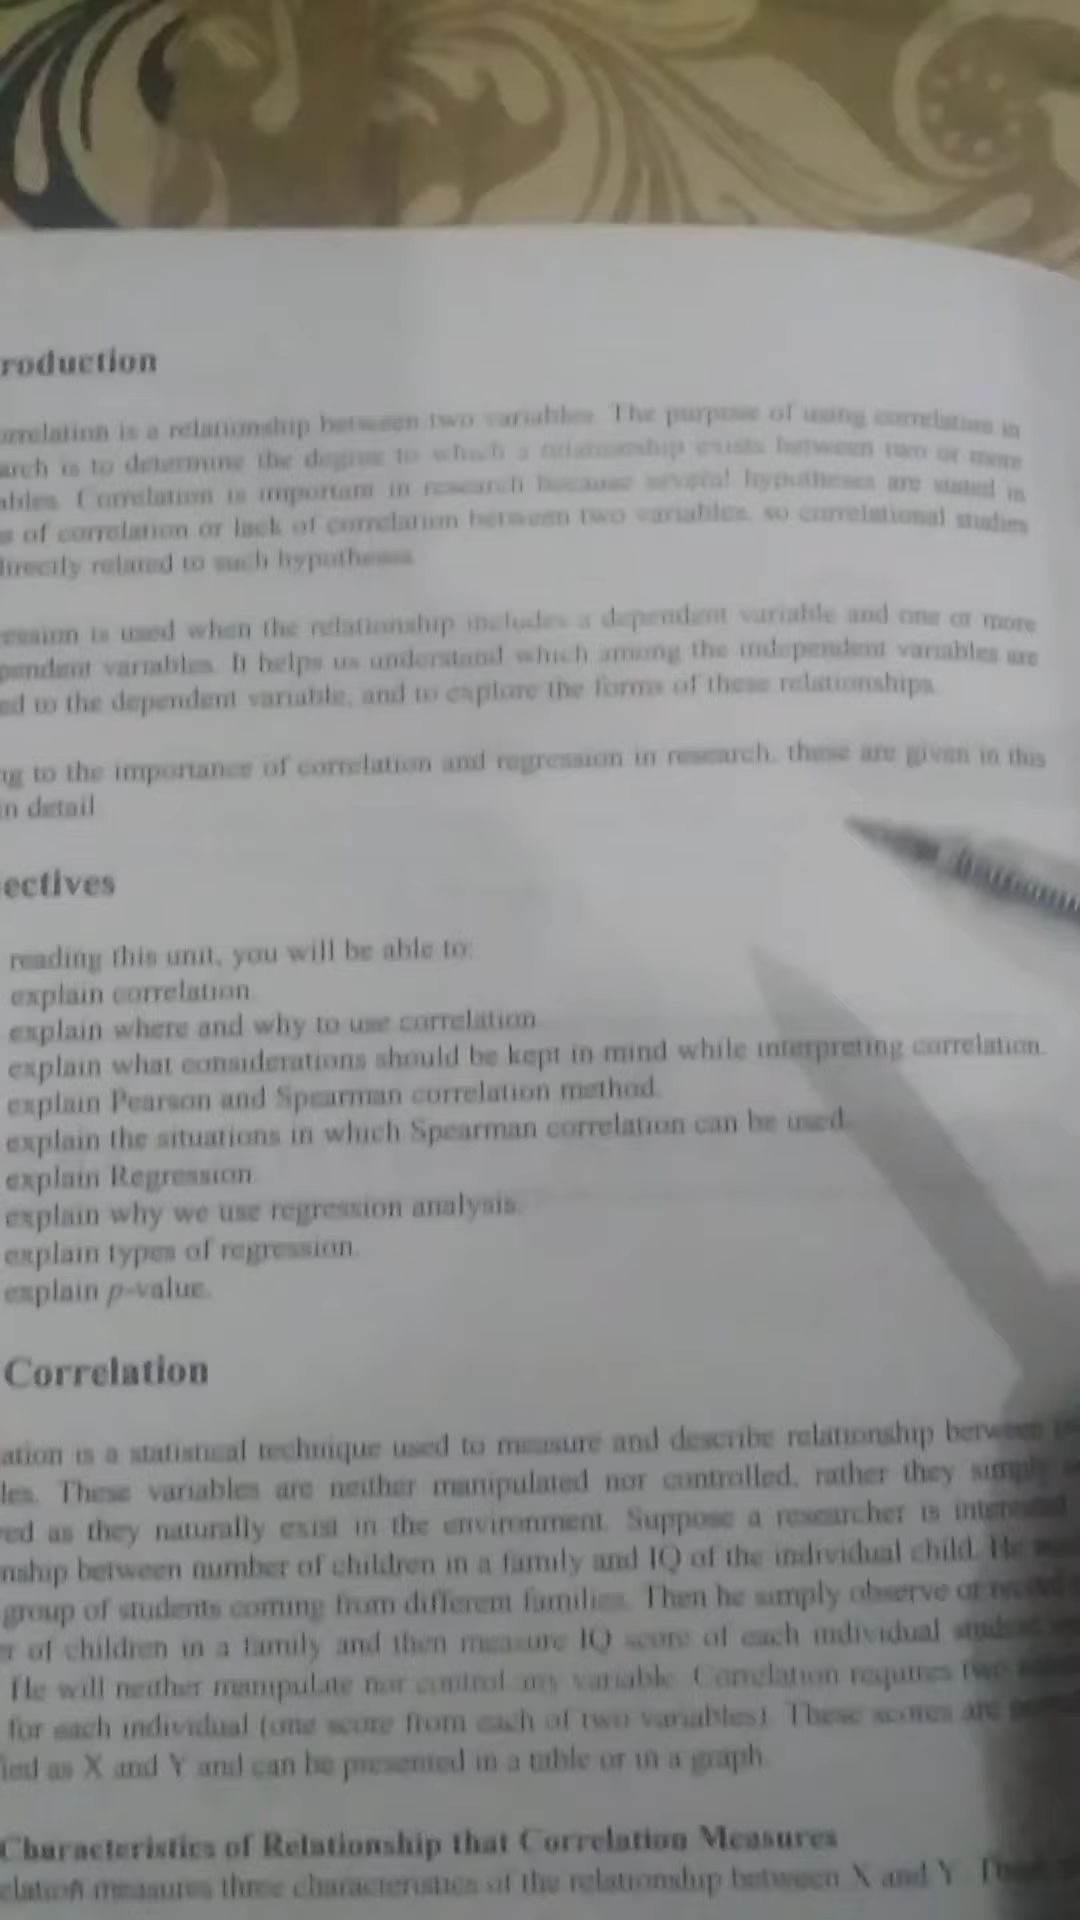 roduction
orrelation is a relationship between two variables. The purpose of using correlation in
arch is to determine the degree to which a relationship exists between two or more
ables. Correlation is important in research because several hypotheses are stated in
s of correlation or lack of correlation between two variables, so correlational studies
directly related to such hypotheses.
ession is used when the relationship includes a dependent variable and one or more
pendent variables. It helps us understand which among the independent variables are
ed to the dependent variable, and to explore the forms of these relationships.
ng to the importance of correlation and regression in research, these are given in this
in detail
ectives
reading this unit, you will be able to:
explain correlation.
explain where and why to use correlation.
explain what considerations should be kept in mind while interpreting correlation.
explain Pearson and Spearman correlation method.
explain the situations in which Spearman correlation can be used.
explain Regression.
explain why we use regression analysis.
explain types of regression.
explain p-value.
Correlation
ation is a statistical technique used to measure and describe relationship between
les. These variables are neither manipulated nor controlled, rather they simply
ved as they naturally exist in the environment. Suppose a researcher is interested
nship between number of children in a family and IQ of the individual child. He
group of students coming from different families. Then he simply observe or record
er of children in a family and then measure IQ score of each individual student
He will neither manipulate nor control any variable. Correlation requires two
for each individual (one score from each of two variables). These scores are
ied as X and Y and can be presented in a table or in a graph.
Characteristics of Relationship that Correlation Measures
elation measures three characteristics of the relationship between X and Y.